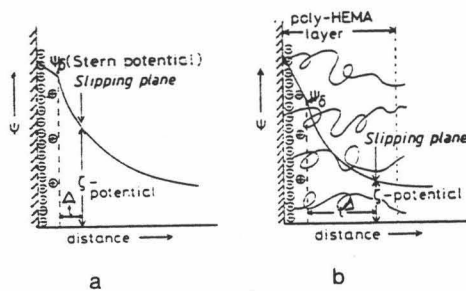 ψδ (Stern potential)
Slipping plane
ψ
ζ-
potential
Δ
distance
a
poly-HEMA
layer
ψδ
Slipping plane
ψ
ζ-
potential
Δ
distance
b